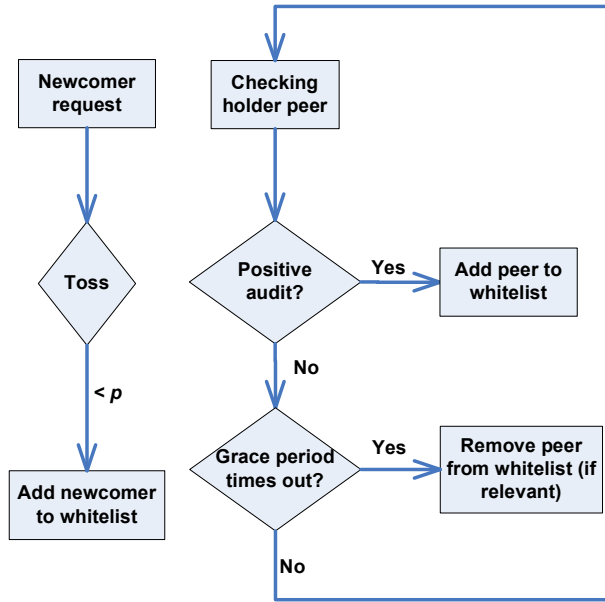 Newcomer
request
Toss
< p
Add newcomer
to whitelist
Checking
holder peer
Positive
audit?
Yes
Add peer to
whitelist
No
Grace period
times out?
Yes
Remove peer
from whitelist (if
relevant)
No